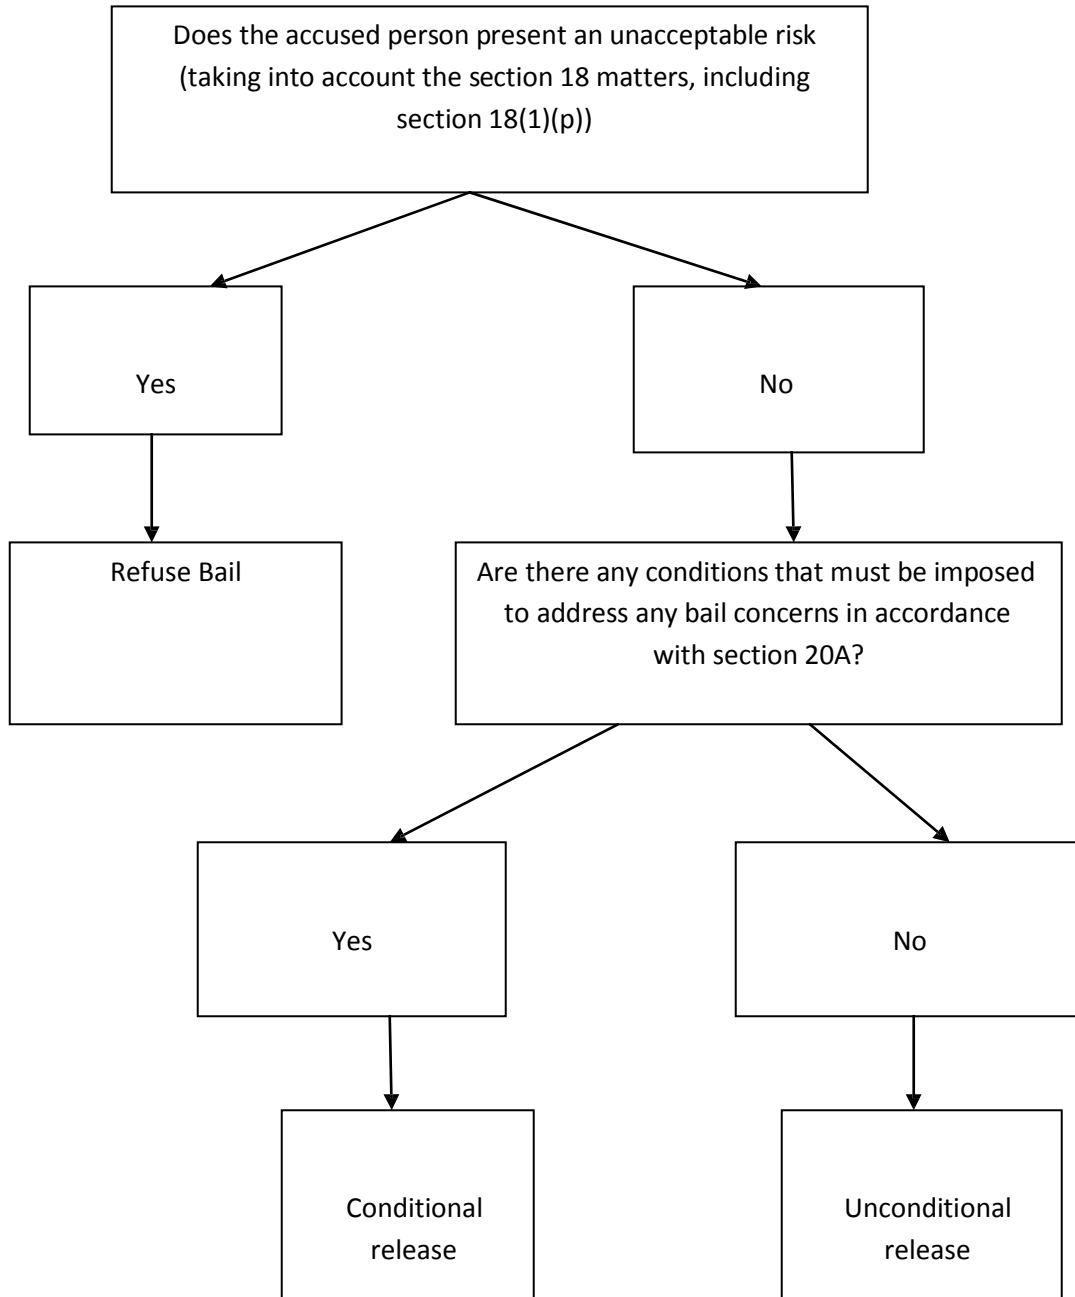 Does the accused person present an unacceptable risk
(taking into account the section 18 matters, including
section 18(1)(p))
Yes
No
Refuse Bail
Are there any conditions that must be imposed
to address any bail concerns in accordance
with section 20A?
Yes
No
Conditional
release
Unconditional
release